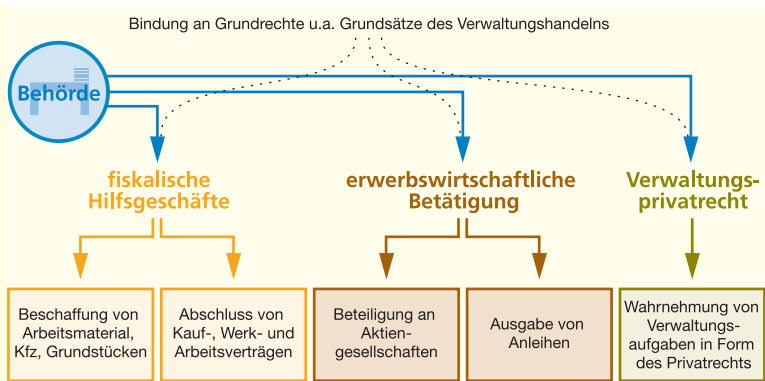 Bindung an Grundrechte u.a. Grundsätze des Verwaltungshandelns
Behörde
fiskalische
Hilfsgeschäfte
erwerbswirtschaftliche
Betätigung
Verwaltungs-
privatrecht
Beschaffung von
Arbeitsmaterial,
Kfz, Grundstücken
Abschluss von
Kauf-, Werk- und
Arbeitsverträgen
Beteiligung an
Aktien-
gesellschaften
Ausgabe von
Anleihen
Wahrnehmung von
Verwaltungs-
aufgaben in Form
des Privatrechts